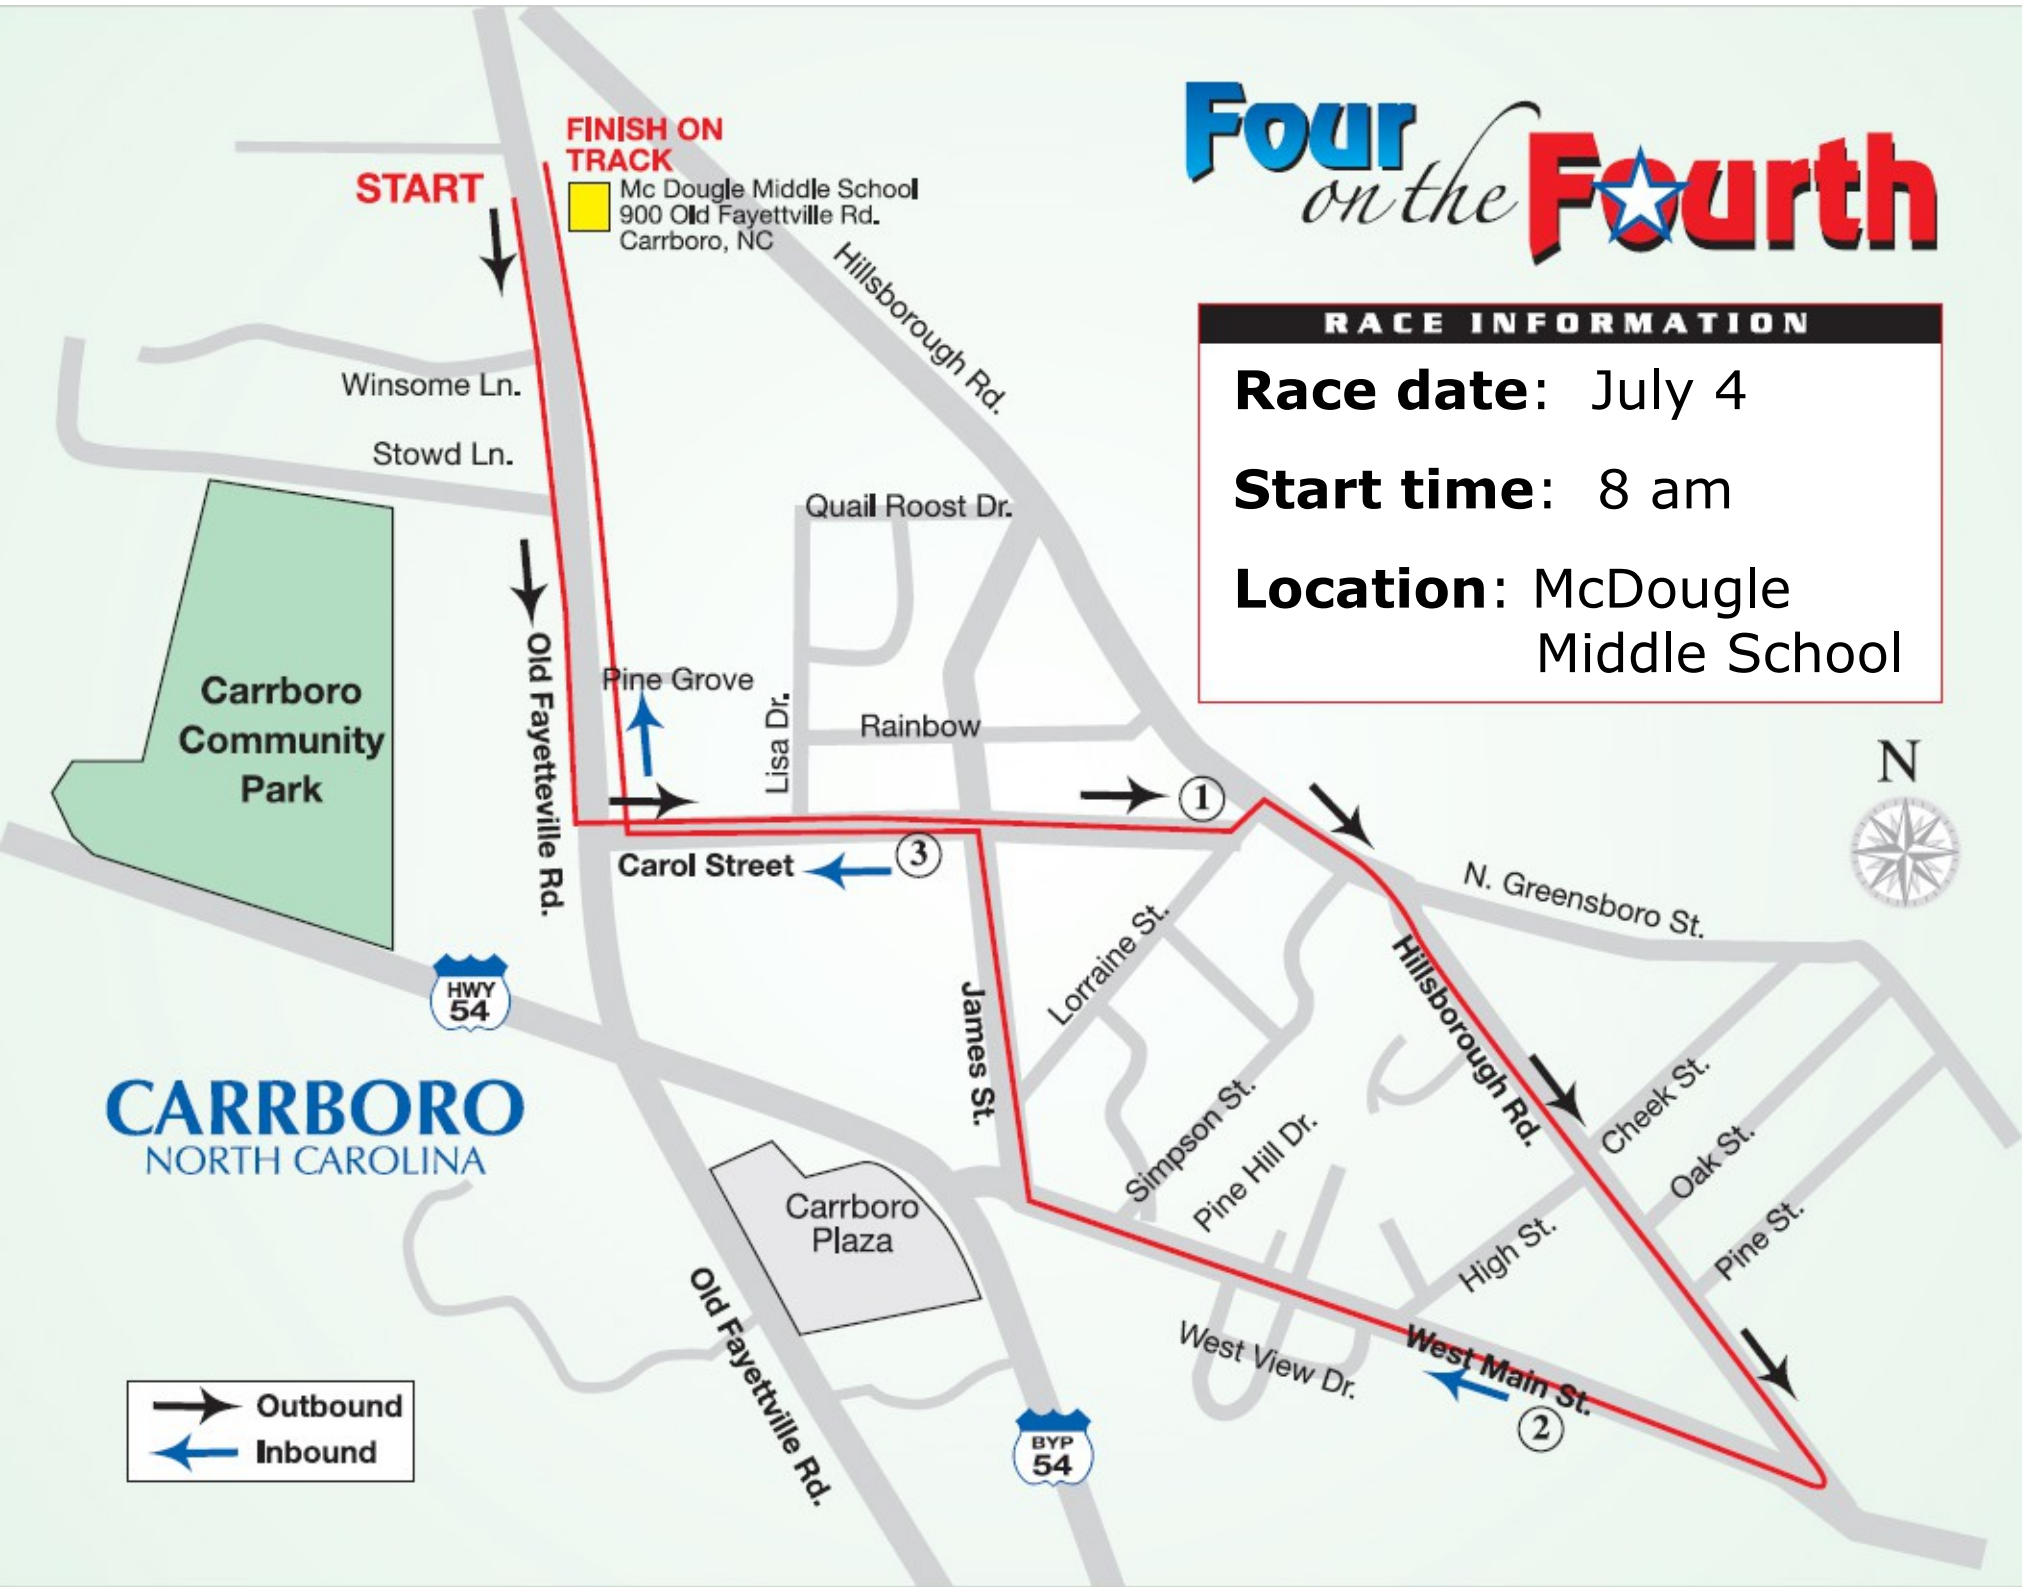 Four
on the
Fourth
RACE INFORMATION
Race date: July 4
Start time: 8 am
Location: McDougle
Middle School
START
FINISH ON
TRACK
Mc Dougle Middle School
900 Old Fayettville Rd.
Carrboro, NC
Hillsborough Rd.
Winsome Ln.
Stowd Ln.
Quail Roost Dr.
Carrboro
Community
Park
Old Fayetteville Rd.
Pine Grove
Lisa Dr.
Rainbow
1
N
Carol Street
3
N. Greensboro St.
HWY
54
James St.
Lorraine St.
Hillsborough Rd.
CARRBORO
NORTH CAROLINA
Simpson St.
Pine Hill Dr.
Cheek St.
Oak St.
Pine St.
High St.
Carrboro
Plaza
Old Fayettville Rd.
West View Dr.
West Main St.
2
BYP
54
Outbound
Inbound